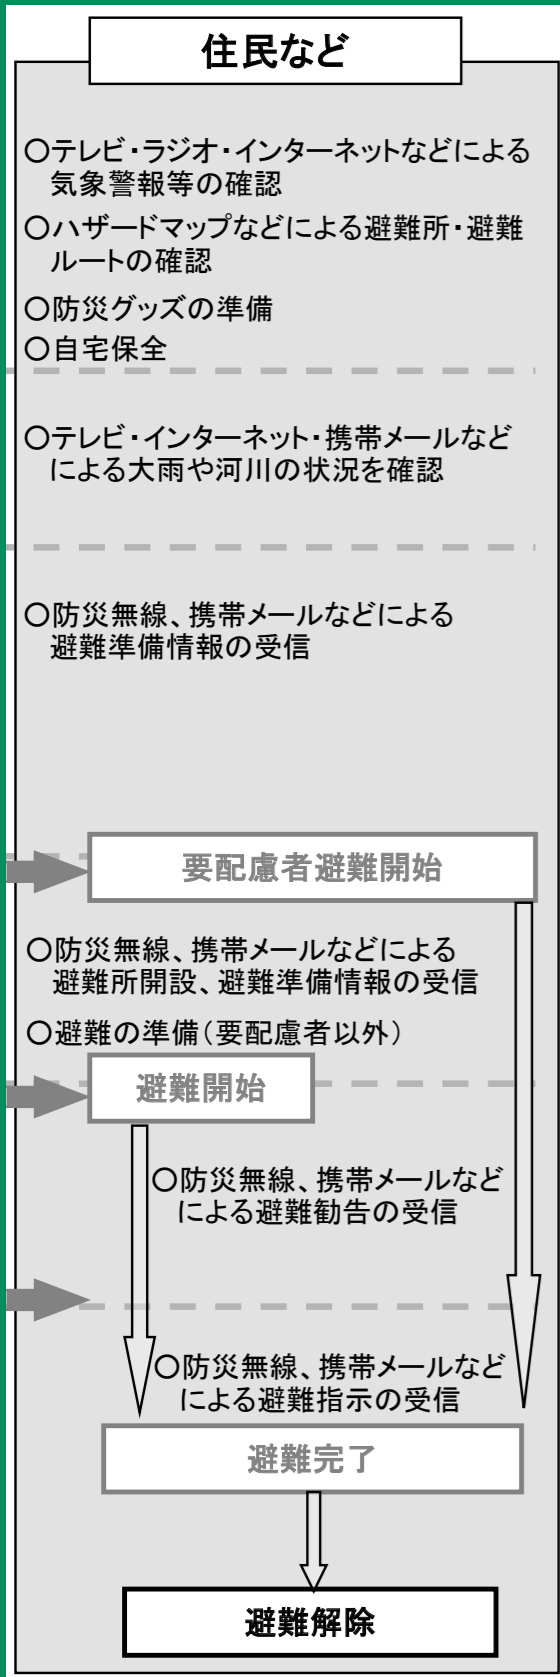 住民など
〇テレビ・ラジオ・インターネットなどによる
気象警報等の確認
〇ハザードマップなどによる避難所・避難
ルートの確認
〇防災グッズの準備
〇自宅保全
〇テレビ・インターネット・携帯メールなど
による大雨や河川の状況を確認
〇防災無線、携帯メールなどによる
避難準備情報の受信
要配慮者避難開始
〇防災無線、携帯メールなどによる
避難所開設、避難準備情報の受信
〇避難の準備（要配慮者以外）
避難開始
〇防災無線、携帯メールなど
による避難勧告の受信
〇防災無線、携帯メールなど
による避難指示の受信
避難完了
避難解除